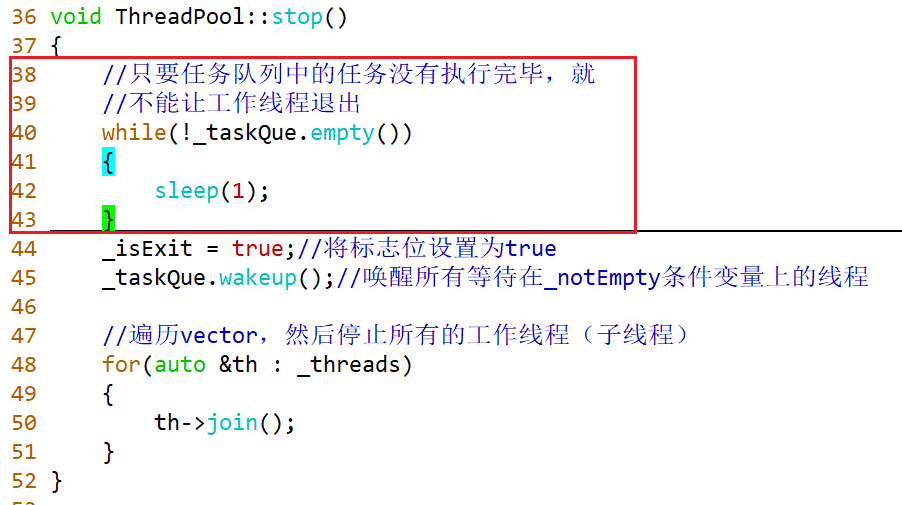 36 void ThreadPool::stop()
37 {
38     //只要任务队列中的任务没有执行完毕，就
39     //不能让工作线程退出
40     while(!_taskQue.empty())
41     {
42         sleep(1);
43     }
44     _isExit = true;//将标志位设置为true
45     _taskQue.wakeup();//唤醒所有等待在_notEmpty条件变量上的线程
46
47     //遍历vector，然后停止所有的工作线程（子线程）
48     for(auto &th : _threads)
49     {
50         th->join();
51     }
52 }